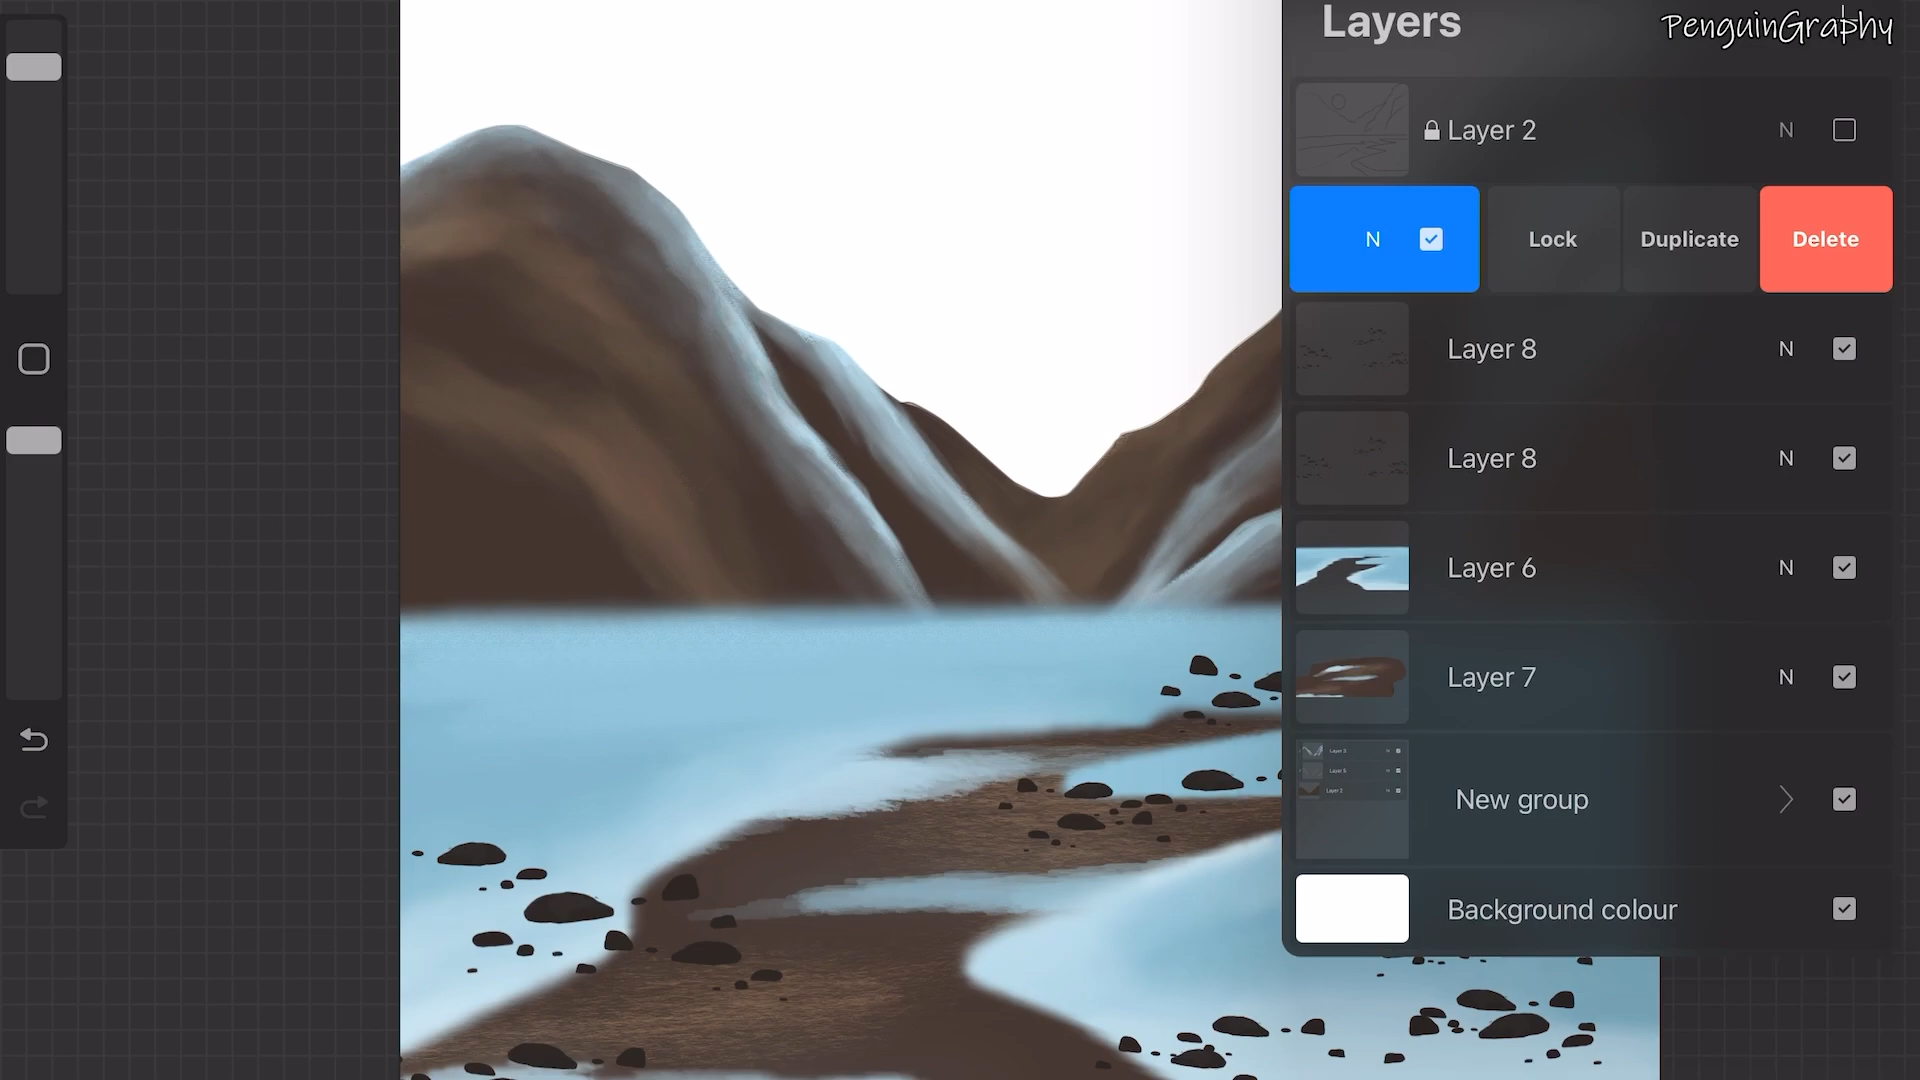 Layers
PenguinGraphy
Layer 2 N
N Lock Duplicate Delete
Layer 8 N
Layer 8 N
Layer 6 N
Layer 7 N
New group
Background colour